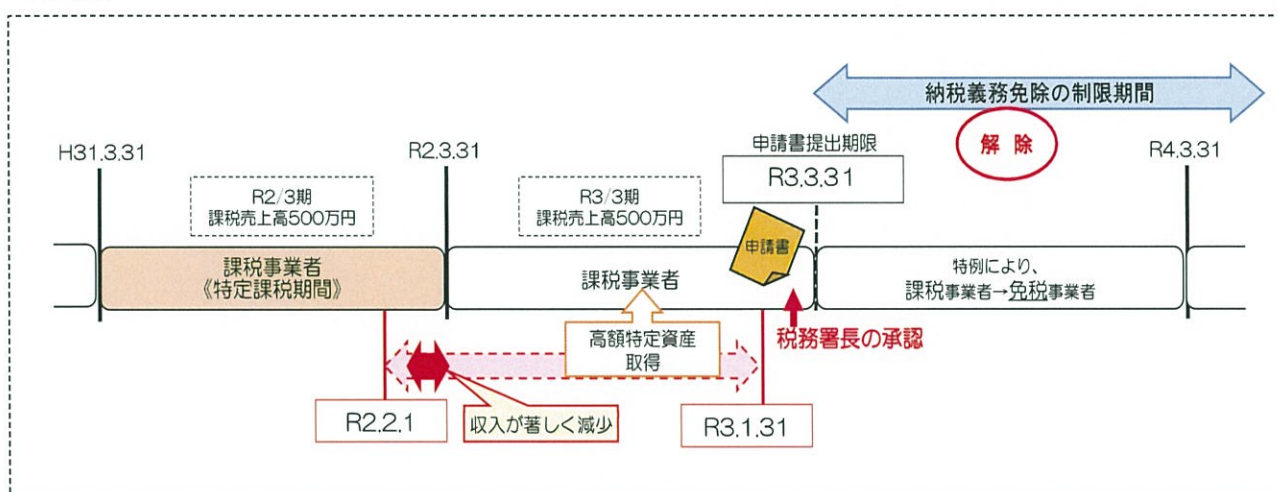 納税義務免除の制限期間
解除
H31.3.31
R2.3.31
申請書提出期限
R3.3.31
R4.3.31
R2/3期
課税売上高500万円
R3/3期
課税売上高500万円
申請書
課税事業者
《特定課税期間》
課税事業者
特例により、
課税事業者→免税事業者
高額特定資産
取得
税務署長の承認
R2.2.1
収入が著しく減少
R3.1.31